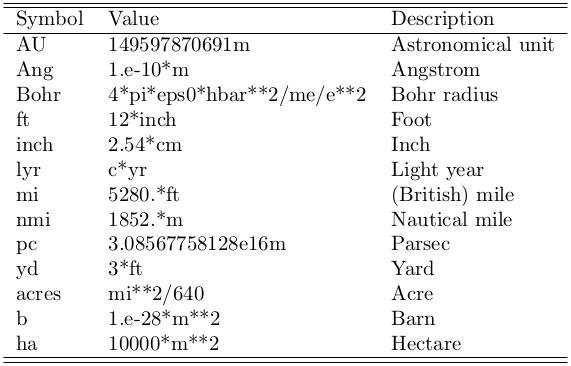 Symbol Value Description
AU 149597870691m Astronomical unit
Ang 1.e-10*m Angstrom
Bohr 4*pi*eps0*hbar**2/me/e**2 Bohr radius
ft 12*inch Foot
inch 2.54*cm Inch
lyr c*yr Light year
mi 5280.*ft (British) mile
nmi 1852.*m Nautical mile
pc 3.08567758128e16m Parsec
yd 3*ft Yard
acres mi**2/640 Acre
b 1.e-28*m**2 Barn
ha 10000*m**2 Hectare